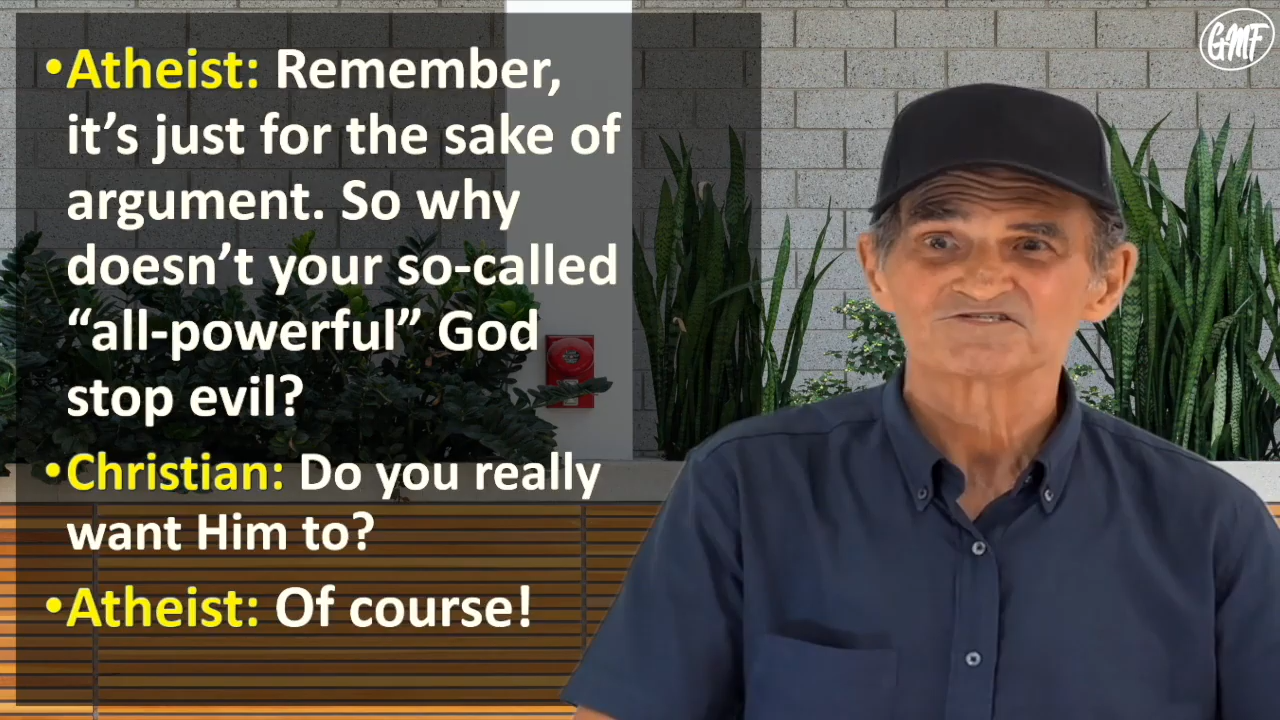 •Atheist: Remember,
it’s just for the sake of
argument. So why
doesn’t your so-called
“all-powerful” God
stop evil?
•Christian: Do you really
want Him to?
•Atheist: Of course!
GMF